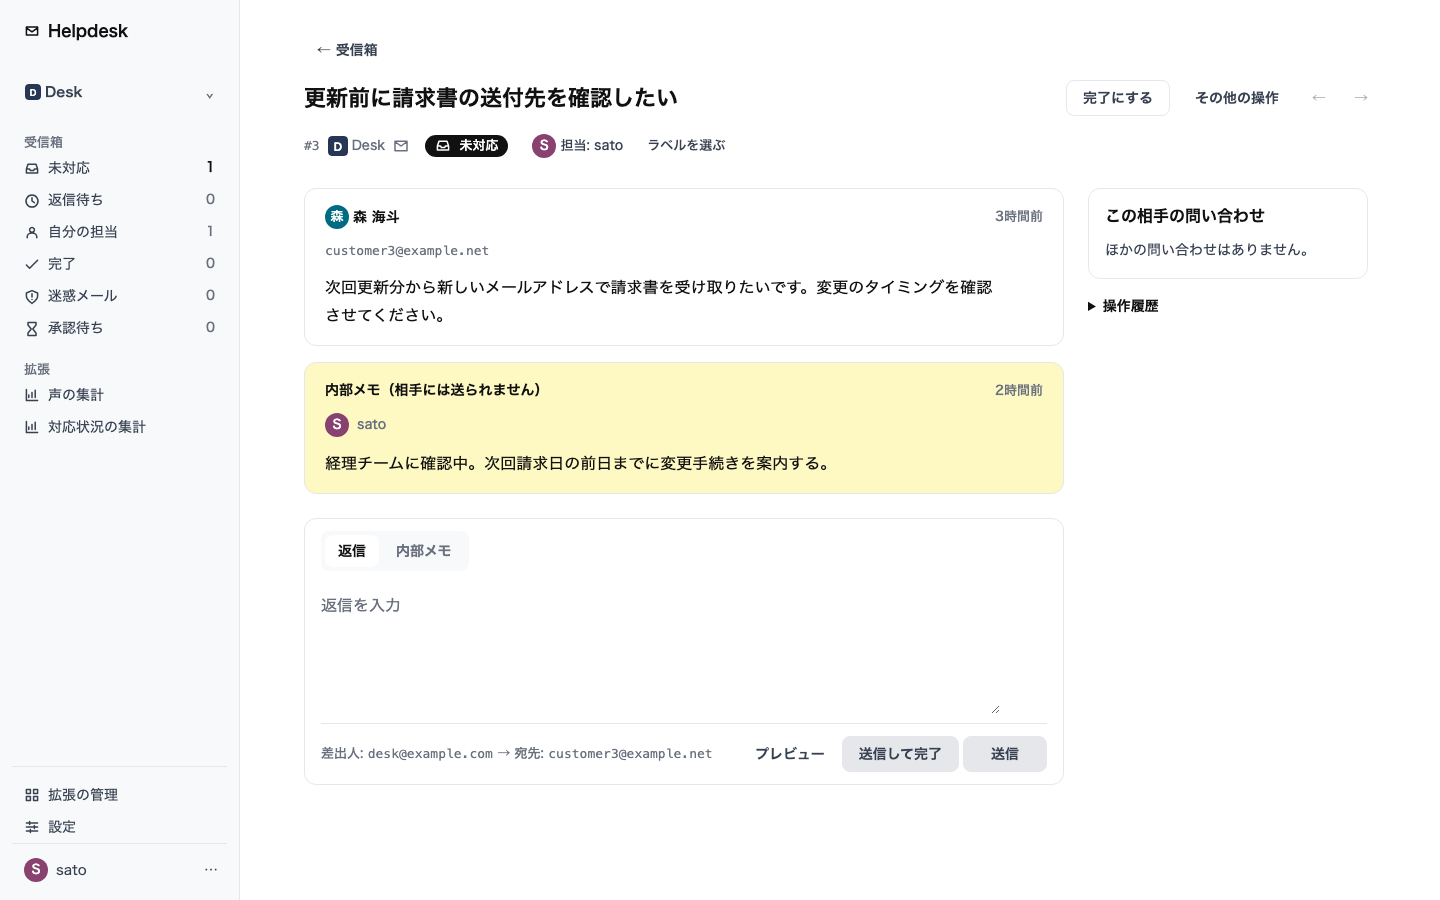 Helpdesk
D Desk
受信箱
未対応 1
返信待ち 0
自分の担当 1
完了 0
迷惑メール 0
承認待ち 0
拡張
声の集計
対応状況の集計
拡張の管理
設定
S sato ...
← 受信箱
更新前に請求書の送付先を確認したい
完了にする その他の操作 ← →
#3 D Desk 未対応 S 担当: sato ラベルを選ぶ
森 森 海斗 3時間前
customer3@example.net
次回更新分から新しいメールアドレスで請求書を受け取りたいです。変更のタイミングを確認
させてください。
内部メモ（相手には送られません） 2時間前
S sato
経理チームに確認中。次回請求日の前日までに変更手続きを案内する。
返信 内部メモ
返信を入力
差出人: desk@example.com → 宛先: customer3@example.net プレビュー 送信して完了 送信
この相手の問い合わせ
ほかの問い合わせはありません。
▶ 操作履歴